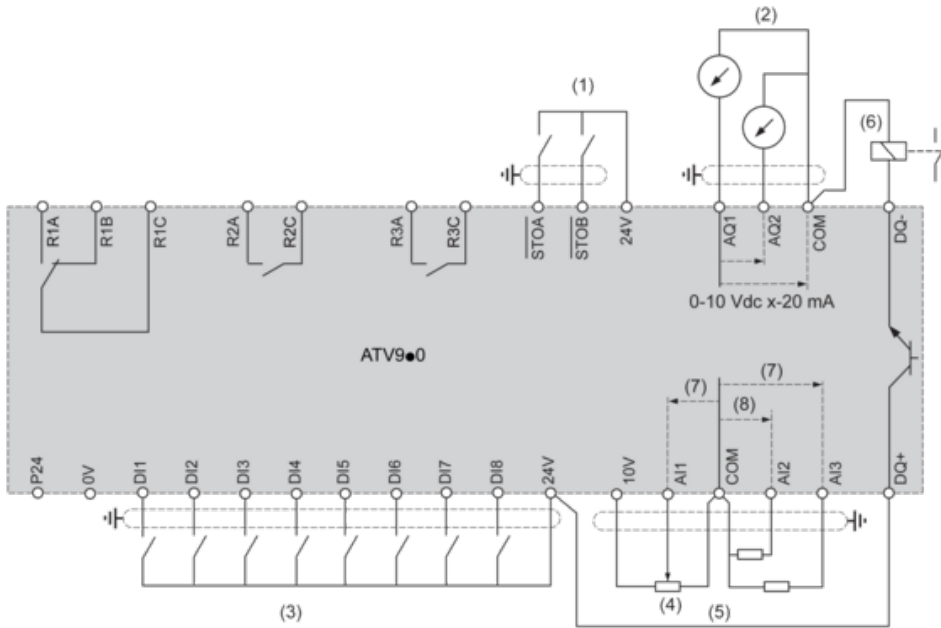 (2)
(1)
(6)
R1A
R1B
R1C
R2A
R2C
R3A
R3C
STOA
STOB
24V
AQ1
AQ2
COM
DQ-
0-10 Vdc x-20 mA
ATV9●0
(7)
(7)
(8)
P24
0V
DI1
DI2
DI3
DI4
DI5
DI6
DI7
DI8
24V
10V
AI1
COM
AI2
AI3
DQ+
(3)
(4)
(5)